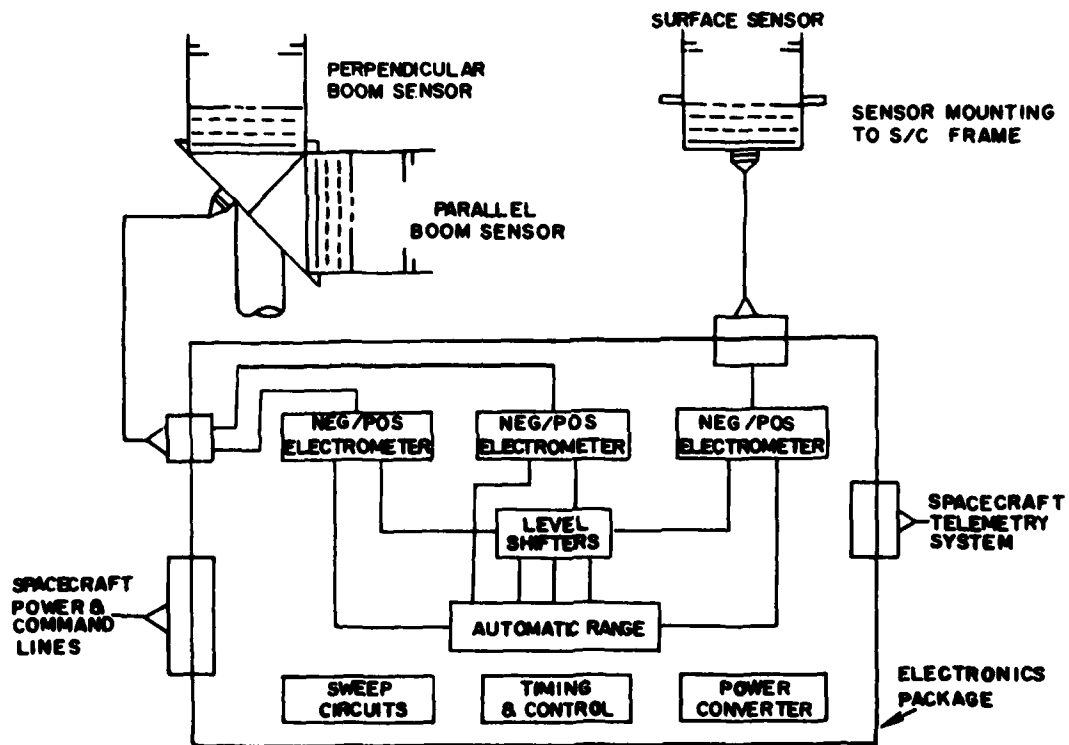 SURFACE SENSOR
PERPENDICULAR
BOOM SENSOR
SENSOR MOUNTING
TO S/C FRAME
PARALLEL
BOOM SENSOR
NEG/POS
ELECTROMETER
NEG/POS
ELECTROMETER
NEG/POS
ELECTROMETER
LEVEL
SHIFTERS
SPACECRAFT
TELEMETRY
SYSTEM
SPACECRAFT
POWER &
COMMAND
LINES
AUTOMATIC RANGE
SWEEP
CIRCUITS
TIMING
& CONTROL
POWER
CONVERTER
ELECTRONICS
PACKAGE